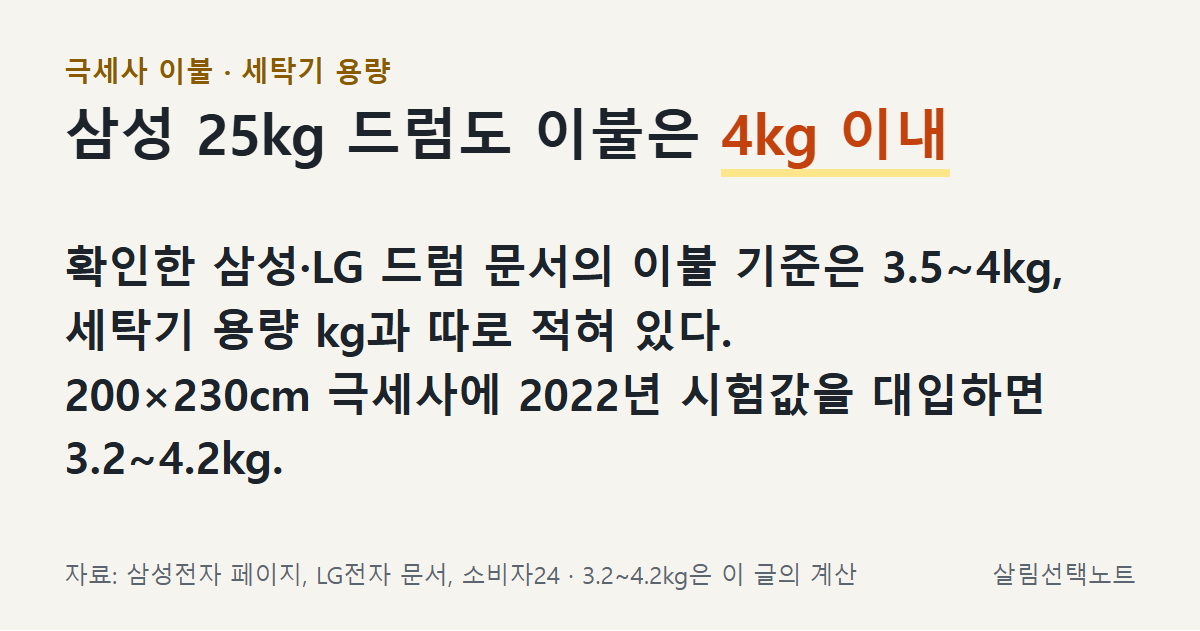 극세사 이불 · 세탁기 용량
삼성 25kg 드럼도 이불은 4kg 이내
확인한 삼성·LG 드럼 문서의 이불 기준은 3.5~4kg,
세탁기 용량 kg과 따로 적혀 있다.
200×230cm 극세사에 2022년 시험값을 대입하면
3.2~4.2kg.
자료: 삼성전자 페이지, LG전자 문서, 소비자24 · 3.2~4.2kg은 이 글의 계산
살림선택노트